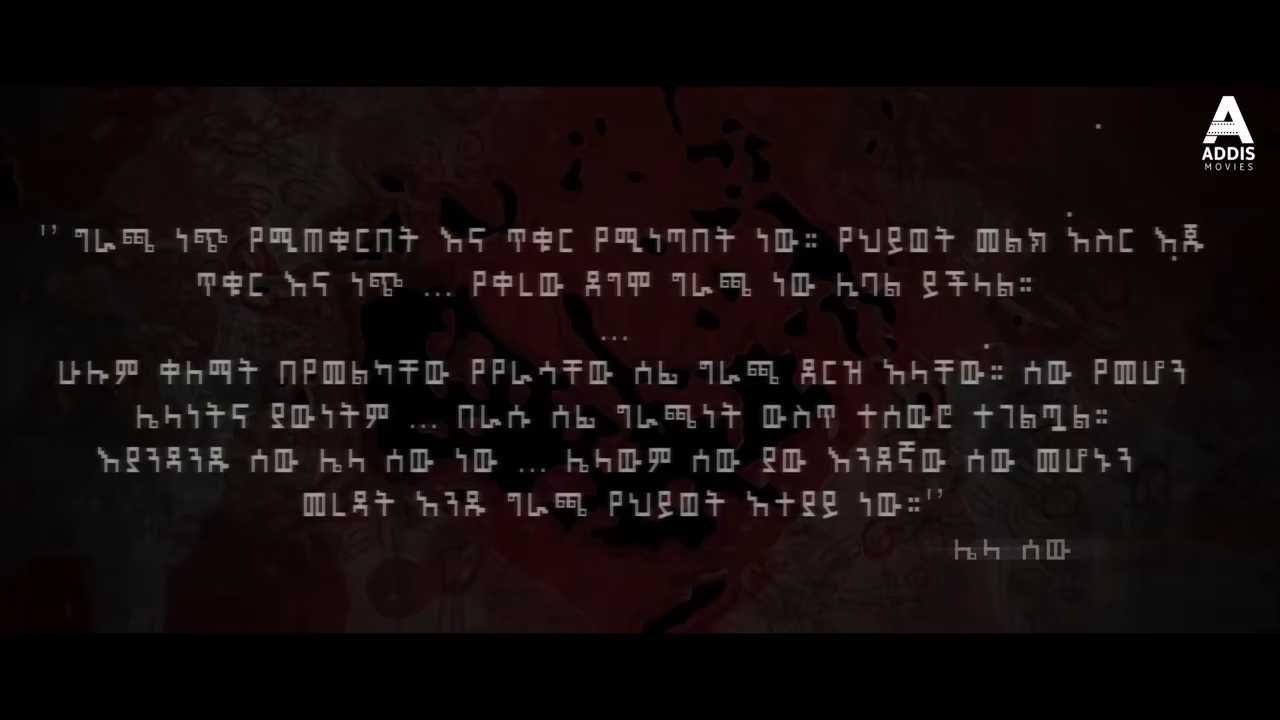 ADDIS
MOVIES
'' ግራጫ ነጭ የሚጠቁርበት እና ጥቁር የሚነጣበት ነው። የህይወት መልክ አስር እጁ
ጥቁር እና ነጭ ... የቀረው ደግሞ ግራጫ ነው ሊባል ይችላል።
...
ሁሉም ቀለማት በየመልካቸው የየራሳቸው ሰፊ ግራጫ ደርዝ አላቸው። ሰው የመሆን
ሌላነትና ያውነትም ... በራሱ ሰፊ ግራጫነት ውስጥ ተሰውሮ ተገልጧል።
እያንዳንዱ ሰው ሌላ ሰው ነው ... ሌላውም ሰው ያው እንደኛው ሰው መሆኑን
መረዳት አንዱ ግራጫ የህይወት አተያይ ነው።''
ሌላ ሰው